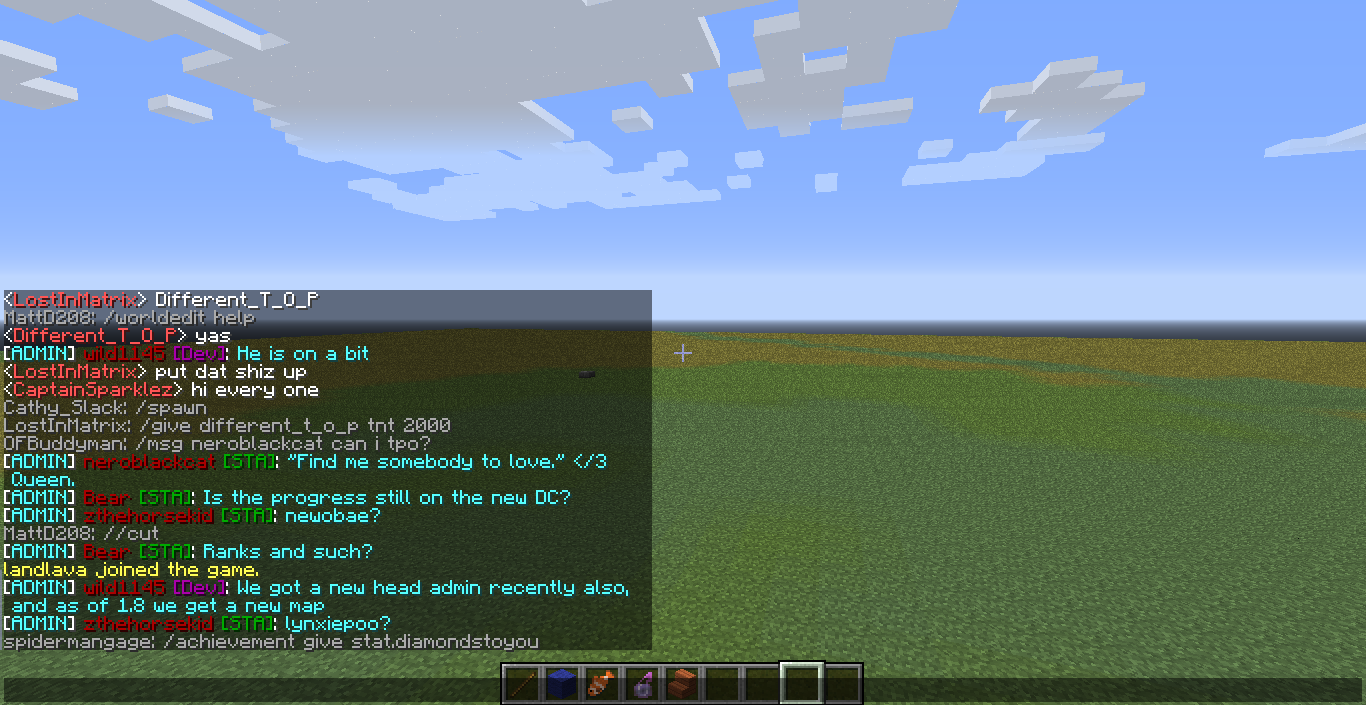 <LostInMatrix> Different_T_O_P
MattD208: /worldedit help
<Different_T_O_P> yas
[ADMIN] wild1145 [Dev]: He is on a bit
<LostInMatrix> put dat shiz up
<CaptainSparklez> hi every one
Cathy_Slack: /spawn
LostInMatrix: /give different_t_o_p tnt 2000
OFBuddyman: /msg neroblackcat can i tpo?
[ADMIN] neroblackcat [STA]: "Find me somebody to love." </3
Queen.
[ADMIN] Bear [STA]: Is the progress still on the new DC?
[ADMIN] zthehorsekid [STA]: newobae?
MattD208: //cut
[ADMIN] Bear [STA]: Ranks and such?
landlava joined the game.
[ADMIN] wild1145 [Dev]: We got a new head admin recently also,
and as of 1.8 we get a new map
[ADMIN] zthehorsekid [STA]: lynxiepoo?
spidermangage: /achievement give stat.diamondstoyou